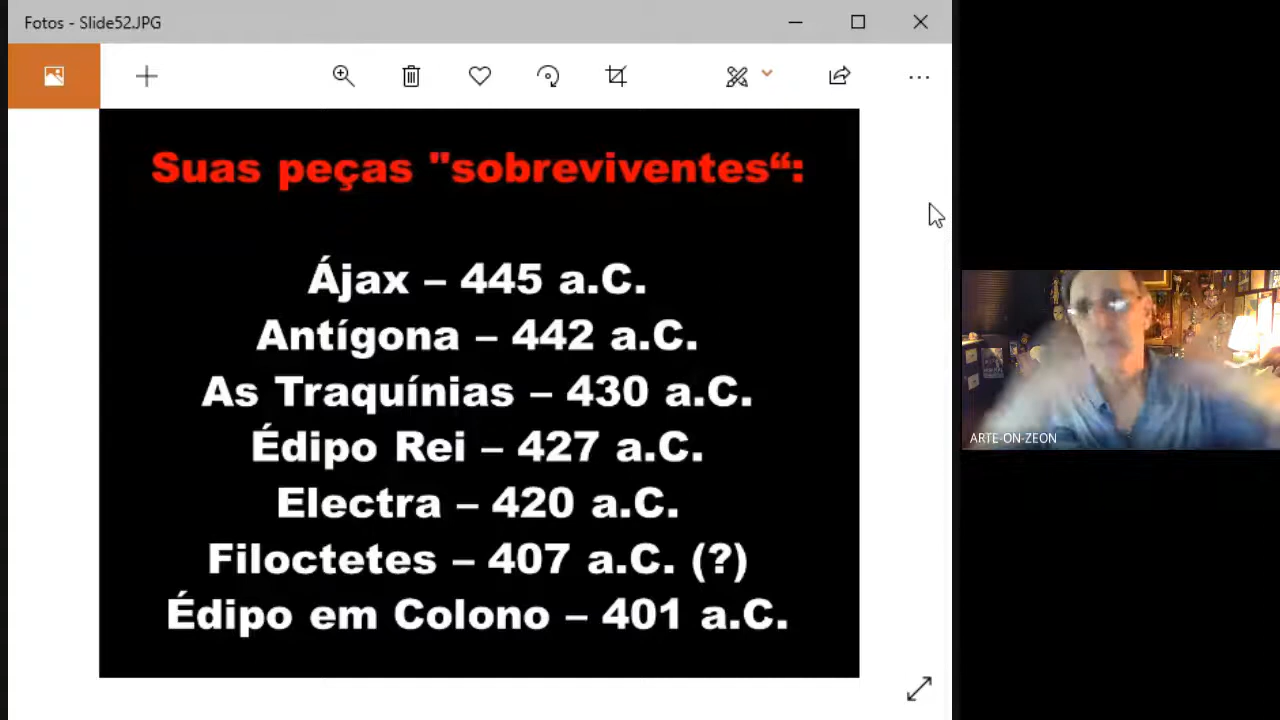 Fotos - Slide52.JPG
Suas peças "sobreviventes“:
Ájax – 445 a.C.
Antígona – 442 a.C.
As Traquínias – 430 a.C.
Édipo Rei – 427 a.C.
Electra – 420 a.C.
Filoctetes – 407 a.C. (?)
Édipo em Colono – 401 a.C.
ARTE-ON-ZEON